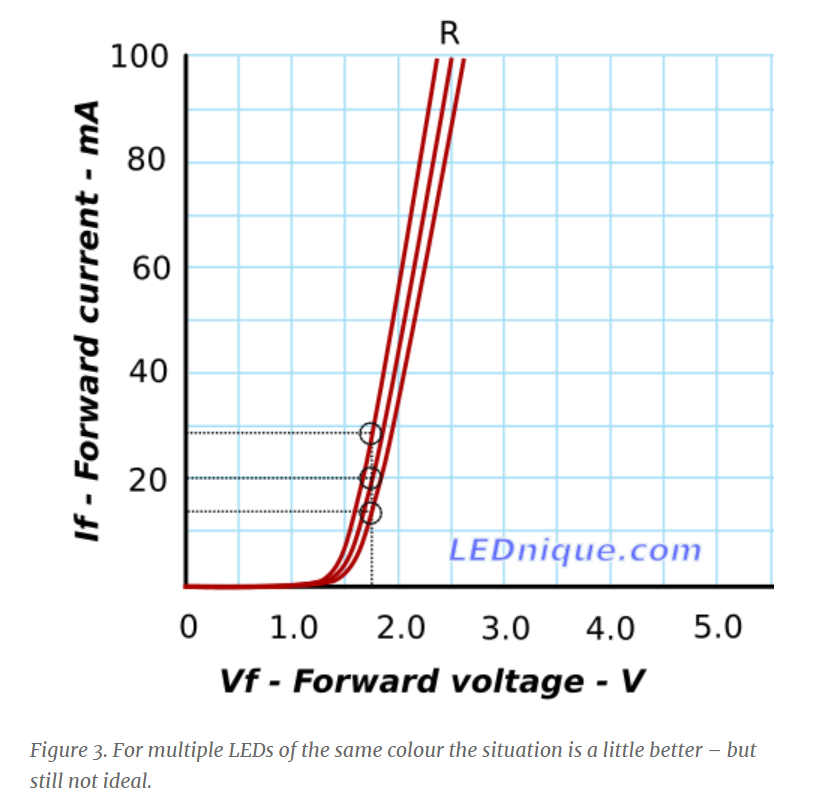 R
100
80
60
40
20
If - Forward current - mA
LEDnique.com
0 1.0 2.0 3.0 4.0 5.0
Vf - Forward voltage - V
Figure 3. For multiple LEDs of the same colour the situation is a little better – but
still not ideal.